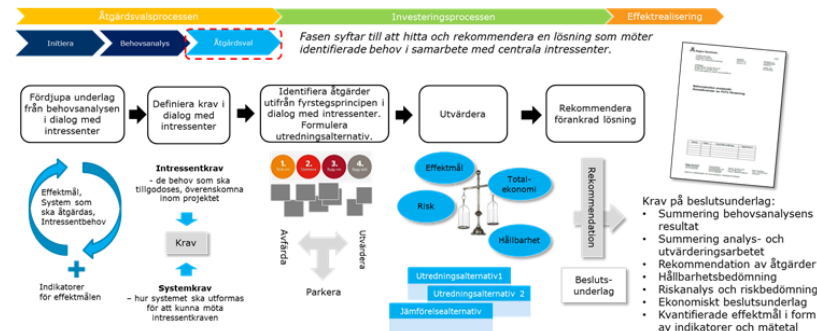 Åtgärdsvalsprocessen
Investeringsprocessen
Effektrealisering
Initiera
Behovsanalys
Åtgärdsval
Fasen syftar till att hitta och rekommendera en lösning som möter
identifierade behov i samarbete med centrala intressenter.
Fördjupa underlag
från behovsanalysen
i dialog med
intressenter
Definiera krav i
dialog med
intressenter
Identifiera åtgärder
utifrån fyrstegsprincipen i
dialog med intressenter.
Formulera
utredningsalternativ.
Utvärdera
Rekommendera
förankrad lösning
Effektmål,
System som
ska åtgärdas,
Intressentbehov
Indikatorer
för effektmålen
Intressentkrav
- de behov som ska
tillgodoses, överenskomna
inom projektet
Krav
Systemkrav
– hur systemet ska utformas
för att kunna möta
intressentkraven
1.
2.
3.
4.
Avfärda
Utvärdera
Parkera
Effektmål
Total-
ekonomi
Risk
Hållbarhet
Utredningsalternativ1
Utredningsalternativ 2
Jämförelsealternativ
Rekommendation
Besluts-
underlag
Krav på beslutsunderlag:
• Summering behovsanalysens
resultat
• Summering analys- och
utvärderingsarbetet
• Rekommendation av åtgärder
• Hållbarhetsbedömning
• Riskanalys och riskbedömning
• Ekonomiskt beslutsunderlag
• Kvantifierade effektmål i form
av indikatorer och mätetal